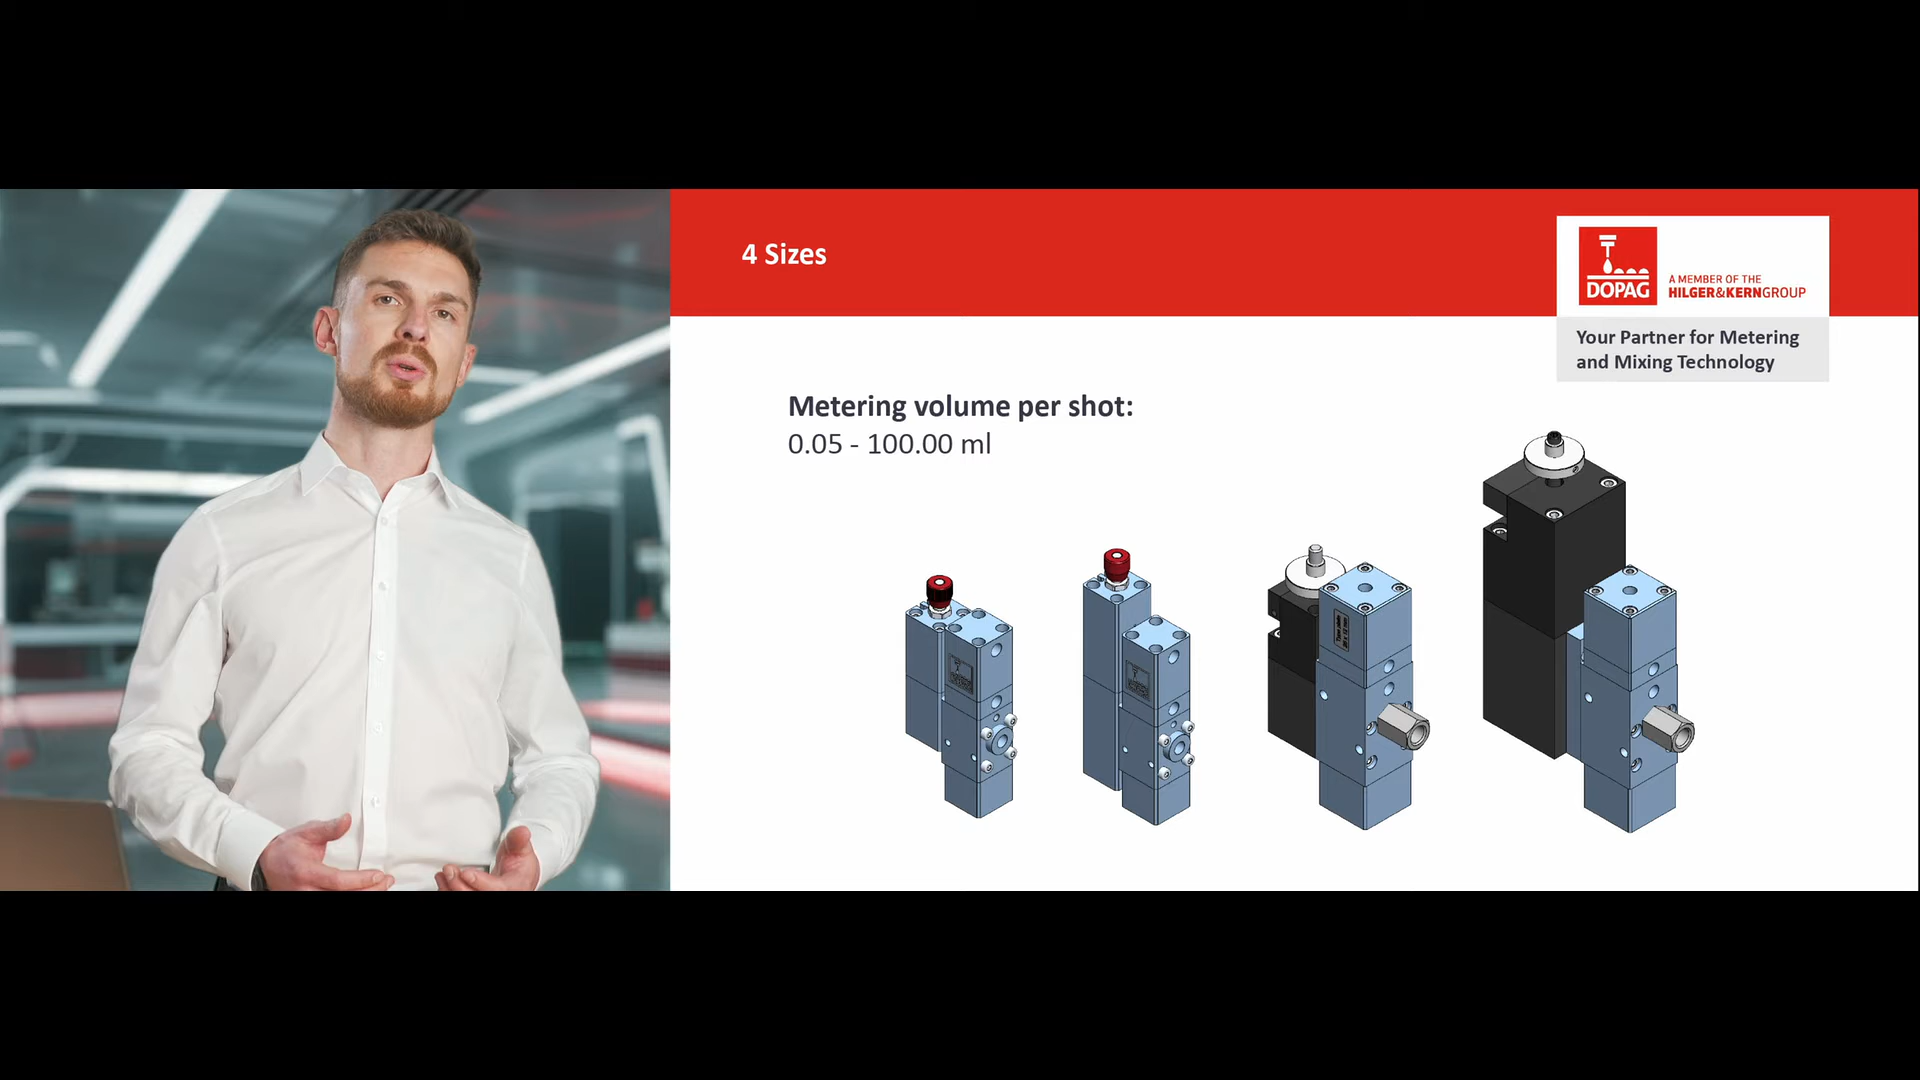 4 Sizes
DOPAG
A MEMBER OF THE
HILGER&KERNGROUP
Your Partner for Metering
and Mixing Technology
Metering volume per shot:
0.05 - 100.00 ml